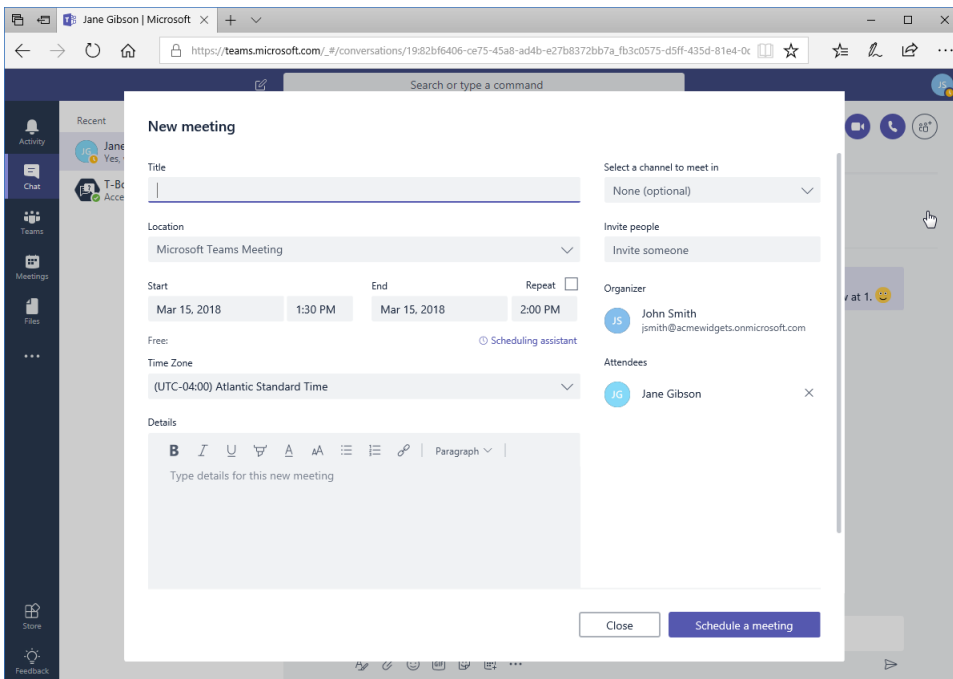 Jane Gibson | Microsoft
https://teams.microsoft.com/_#/conversations/19:82bf6406-ce75-45a8-ad4b-e27b8372bb7a_fb3c0575-d5ff-435d-81e4-0c
Search or type a command
JS
Activity
Chat
Teams
Meetings
Files
Store
Feedback
Recent
JG
Jane
Yes,
T-Bo
Acce
at 1.
New meeting
Title
Location
Microsoft Teams Meeting
Start
End
Repeat
Mar 15, 2018
1:30 PM
Mar 15, 2018
2:00 PM
Free:
Scheduling assistant
Time Zone
(UTC-04:00) Atlantic Standard Time
Details
B I U A AA
Paragraph
Type details for this new meeting
Select a channel to meet in
None (optional)
Invite people
Invite someone
Organizer
JS
John Smith
jsmith@acmewidgets.onmicrosoft.com
Attendees
JG
Jane Gibson
Close
Schedule a meeting
GIF